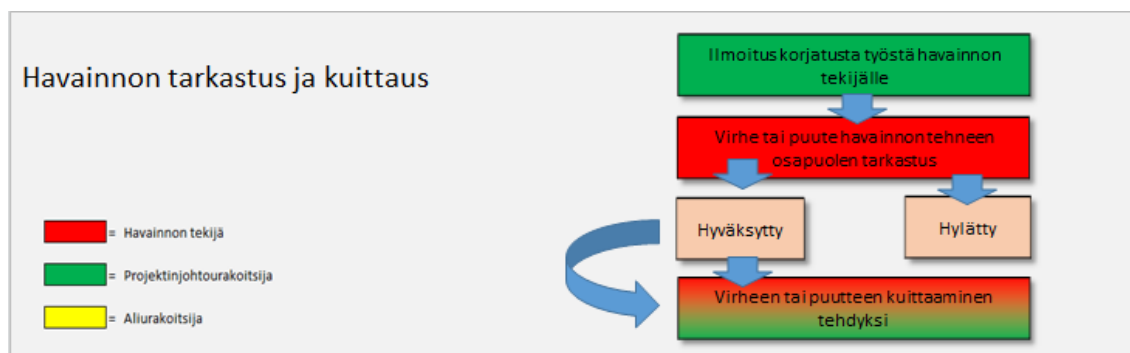 Havainnon tarkastus ja kuittaus
Ilmoitus korjatusta työstä havainnon
tekijälle
Virhe tai puute havainnon tehneen
osapuolen tarkastus
Hyväksytty
Hylätty
Virheen tai puutteen kuittaaminen
tehdyksi
= Havainnon tekijä
= Projektinjohtourakoitsija
= Aliurakoitsija